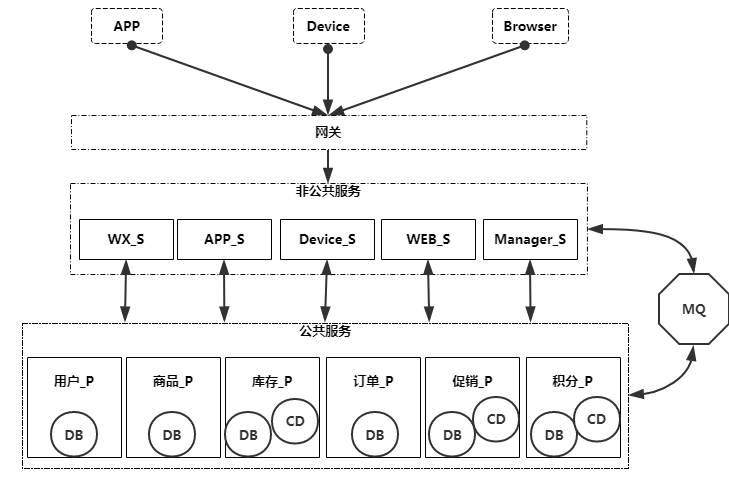 APP
Device
Browser
网关
非公共服务
WX_S
APP_S
Device_S
WEB_S
Manager_S
MQ
公共服务
用户_P
商品_P
库存_P
订单_P
促销_P
积分_P
DB
DB
DB
CD
DB
DB
CD
DB
CD